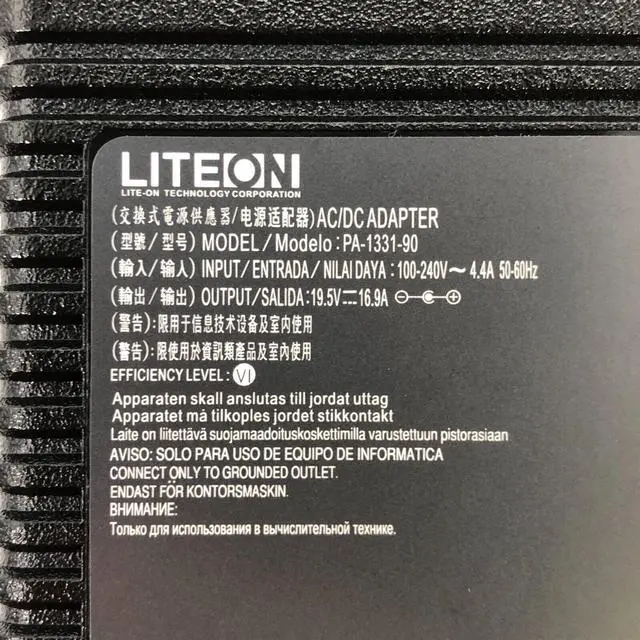 LITEON
LITE-ON TECHNOLOGY CORPORATION
(交換式電源供應器/电源适配器) AC/DC ADAPTER
(型號/型号) MODEL/Modelo: PA-1331-90
(輸入/输入) INPUT/ENTRADA/NILAI DAYA: 100-240V～ 4.4A 50-60Hz
(輸出/输出) OUTPUT/SALIDA: 19.5V⎓16.9A
(警告): 限用于信息技术设备及室内使用
(警告): 限使用於資訊類產品及室內使用
EFFICIENCY LEVEL: VI
Apparaten skall anslutas till jordat uttag
Apparatet må tilkoples jordet stikkontakt
Laite on liitettävä suojamaadoituskoskettimilla varustettuun pistorasiaan
AVISO: SOLO PARA USO DE EQUIPO DE INFORMATICA
CONNECT ONLY TO GROUNDED OUTLET.
ENDAST FÖR KONTORSMASKIN.
ВНИМАНИЕ:
Только для использования в вычислительной технике.